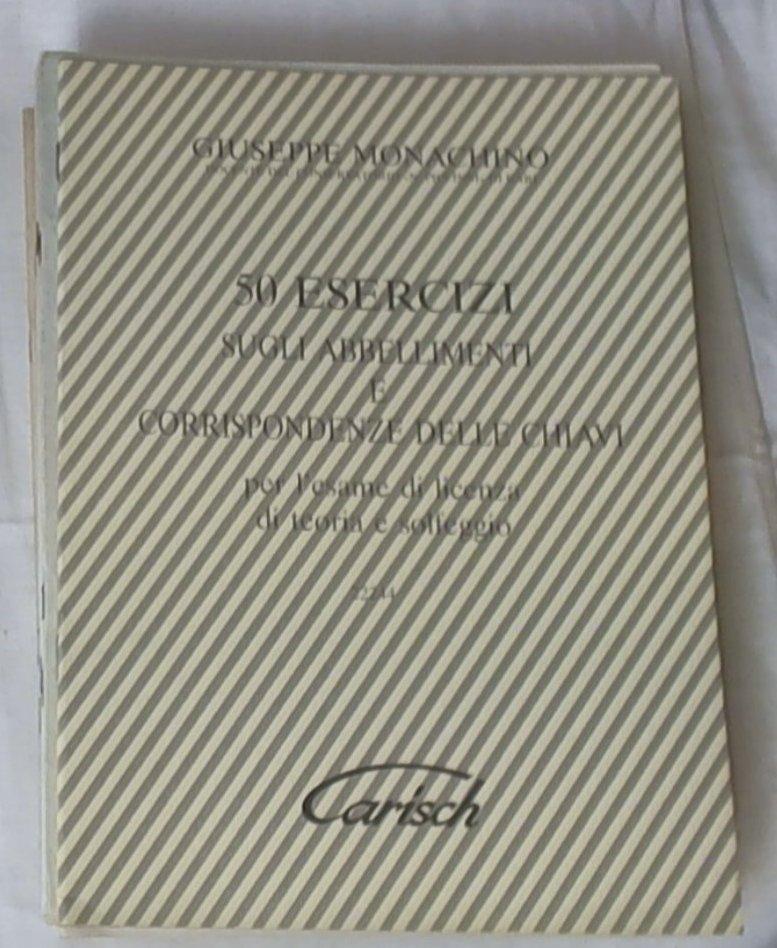 GIUSEPPE MONACHINO
50 ESERCIZI
SUGLI ABBELLIMENTI
E
CORRISPONDENZE DELLE CHIAVI
per l'esame di licenza
di teoria e solfeggio
Carisch